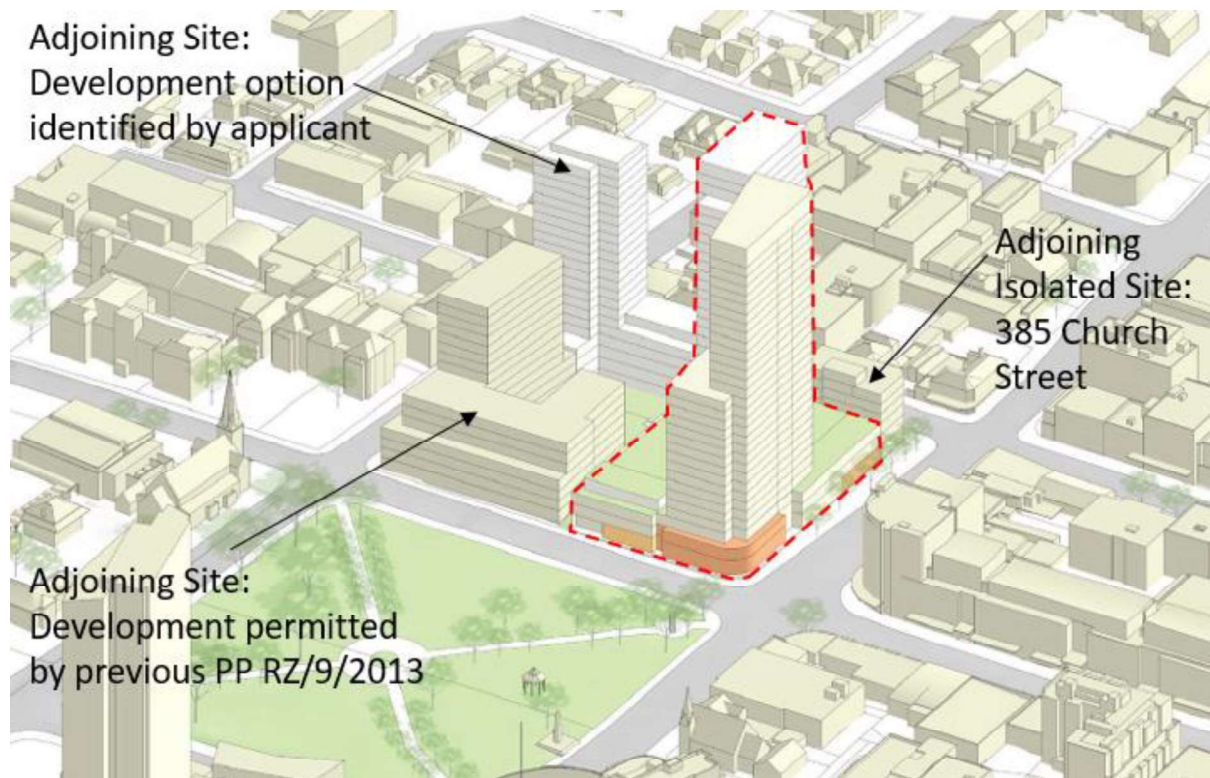 Adjoining Site:
Development option
identified by applicant
Adjoining
Isolated Site:
385 Church
Street
Adjoining Site:
Development permitted
by previous PP RZ/9/2013